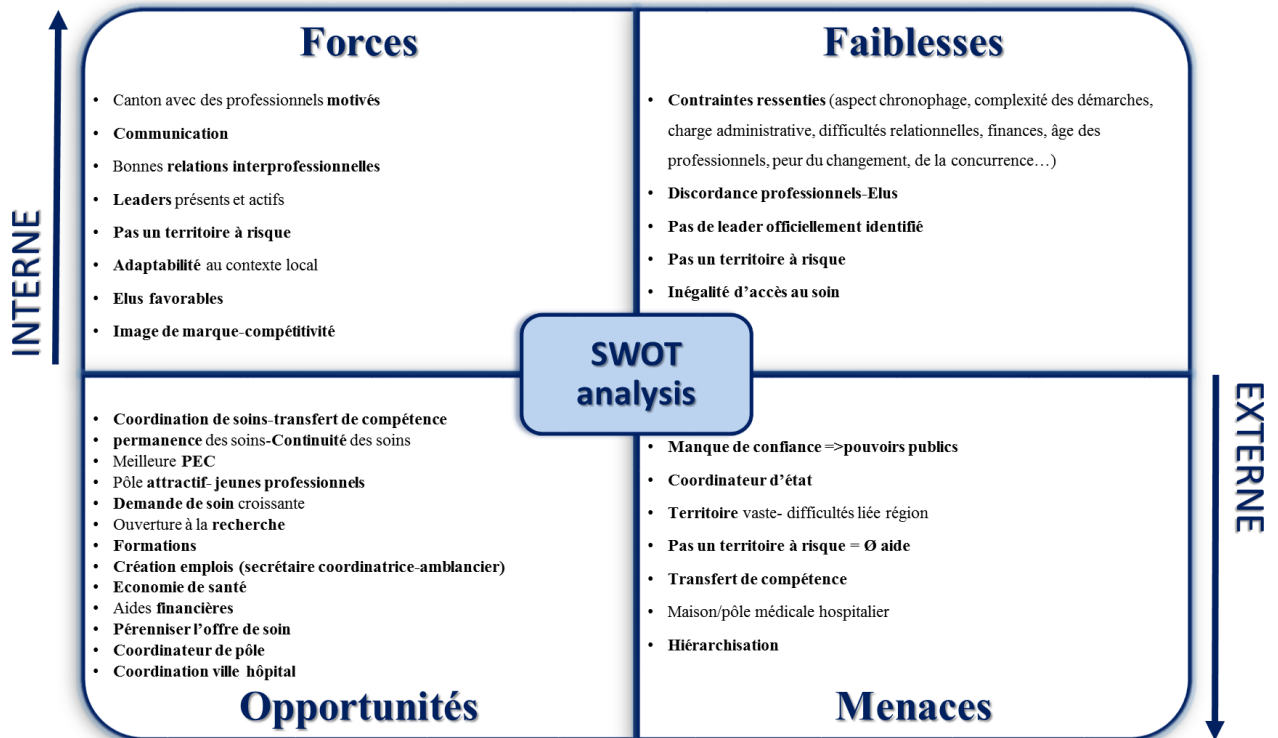 INTERNE
Forces
• Canton avec des professionnels motivés
• Communication
• Bonnes relations interprofessionnelles
• Leaders présents et actifs
• Pas un territoire à risque
• Adaptabilité au contexte local
• Elus favorables
• Image de marque-compétitivité
Faiblesses
• Contraintes ressenties (aspect chronophage, complexité des démarches,
charge administrative, difficultés relationnelles, finances, âge des
professionnels, peur du changement, de la concurrence…)
• Discordance professionnels-Elus
• Pas de leader officiellement identifié
• Pas un territoire à risque
• Inégalité d’accès au soin
SWOT
analysis
• Coordination de soins-transfert de compétence
• permanence des soins-Continuité des soins
• Meilleure PEC
• Pôle attractif- jeunes professionnels
• Demande de soin croissante
• Ouverture à la recherche
• Formations
• Création emplois (secrétaire coordinatrice-amblancier)
• Economie de santé
• Aides financières
• Pérenniser l’offre de soin
• Coordinateur de pôle
• Coordination ville hôpital
Opportunités
• Manque de confiance =>pouvoirs publics
• Coordinateur d’état
• Territoire vaste- difficultés liée région
• Pas un territoire à risque = Ø aide
• Transfert de compétence
• Maison/pôle médicale hospitalier
• Hiérarchisation
Menaces
EXTERNE